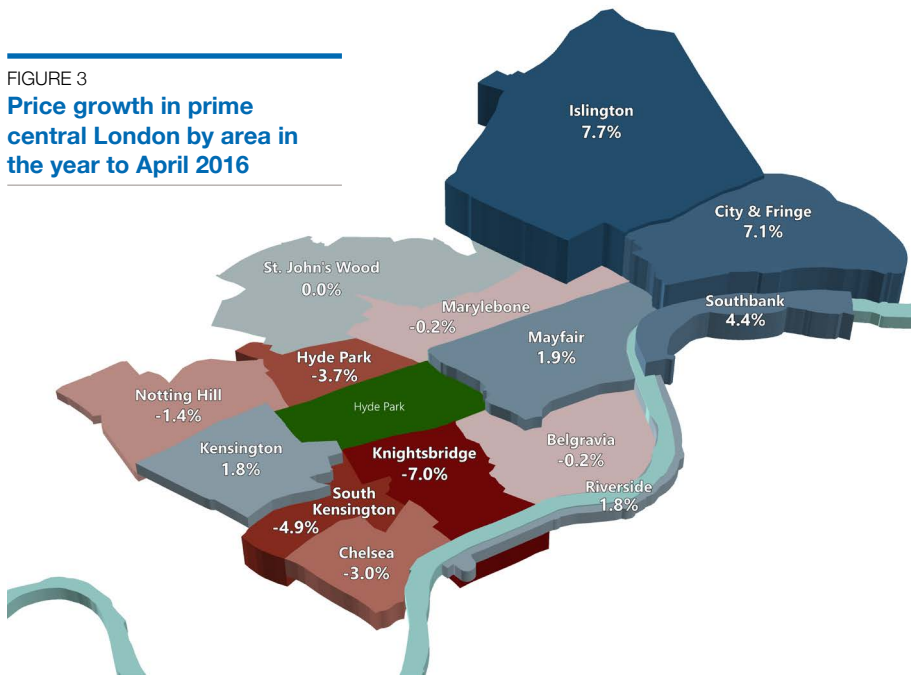 FIGURE 3
Price growth in prime
central London by area in
the year to April 2016
Islington
7.7%
City & Fringe
7.1%
Southbank
4.4%
St. John's Wood
0.0%
Marylebone
-0.2%
Mayfair
1.9%
Hyde Park
-3.7%
Notting Hill
-1.4%
Hyde Park
Kensington
1.8%
Knightsbridge
-7.0%
Belgravia
-0.2%
Riverside
1.8%
South
Kensington
-4.9%
Chelsea
-3.0%